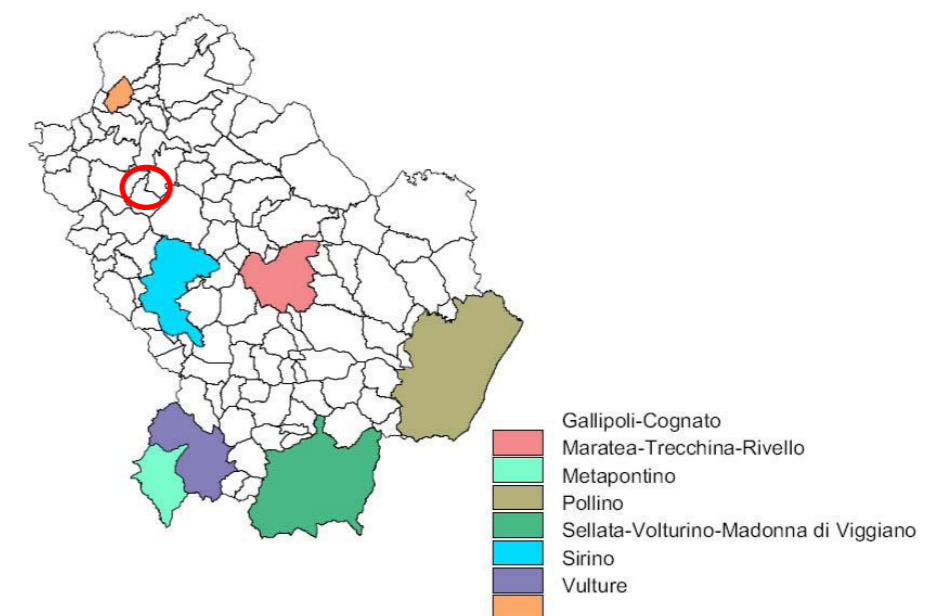 Gallipoli-Cognato
Maratea-Trecchina-Rivello
Metapontino
Pollino
Sellata-Volturino-Madonna di Viggiano
Sirino
Vulture